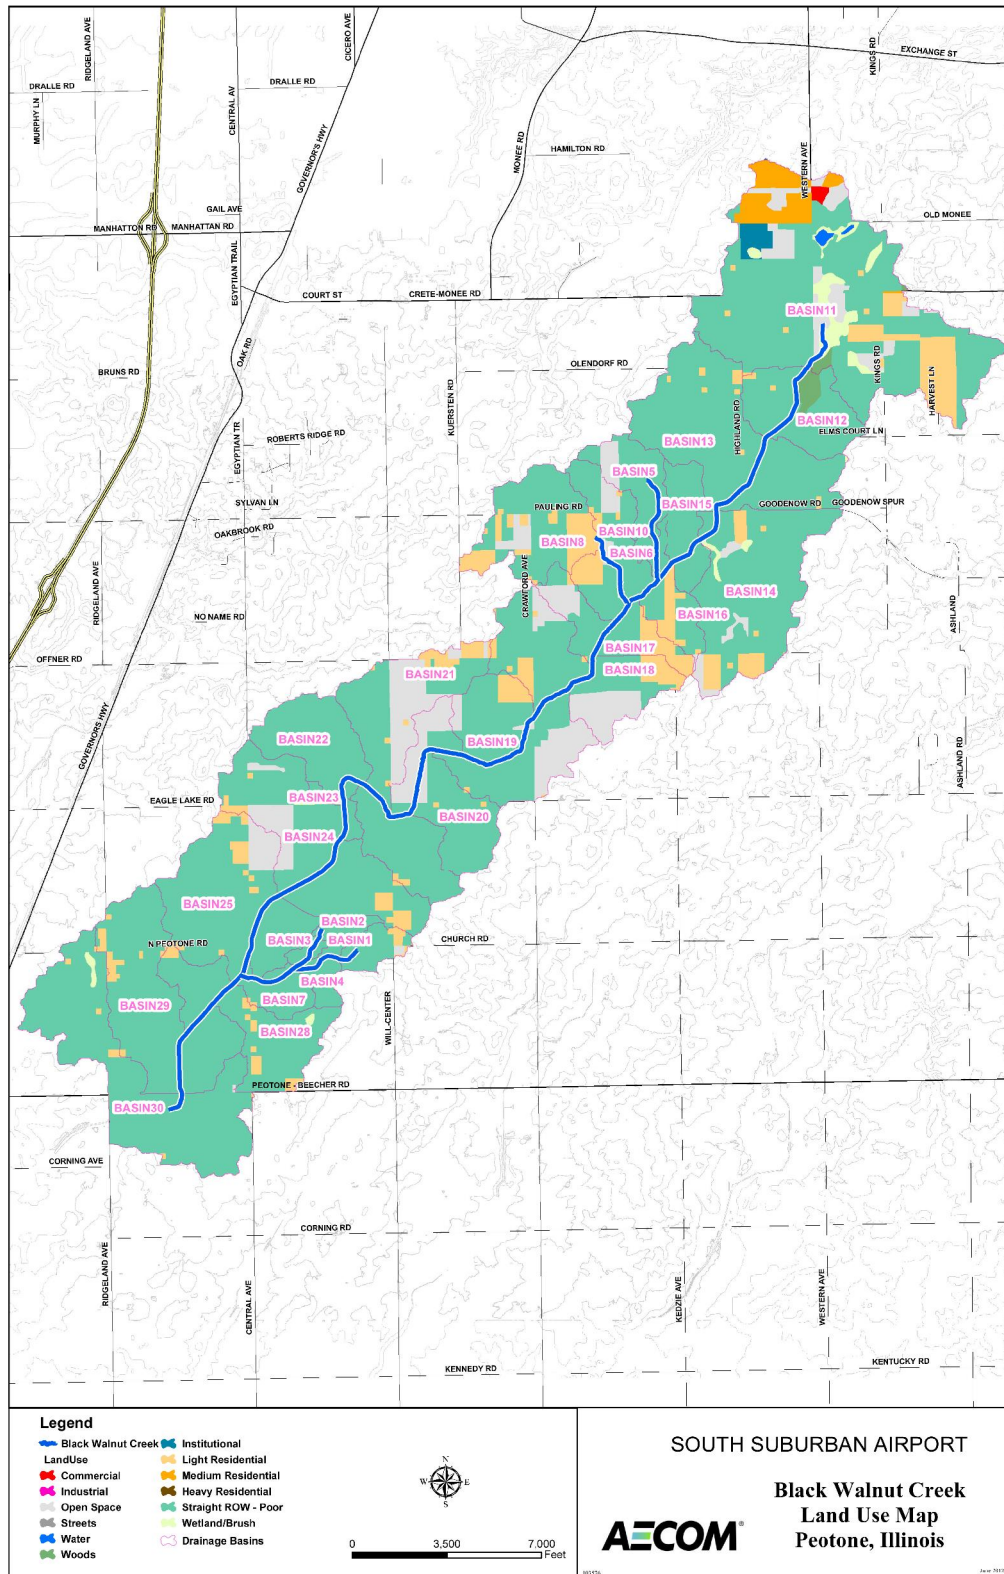 RIDGELAND AVE
CICERO AVE
KINGS RD
EXCHANGE ST
DRALLE RD
DRALLE RD
MURPHY LN
CENTRAL AV
GOVERNOR'S HWY
MONEE RD
HAMILTON RD
WESTERN AVE
GAIL AVE
MANHATTON RD
MANHATTAN RD
OLD MONEE
EGYPTIAN TRAIL
COURT ST
CRETE-MONEE RD
BASIN11
OAK RD
BRUNS RD
OLENDORF RD
KINGS RD
HARVEST LN
KUERSTEN RD
HIGHLAND RD
BASIN12
ELMS COURT LN
EGYPTIAN TR
ROBERTS RIDGE RD
BASIN13
BASIN5
SYLVAN LN
PAULING RD
BASIN15
GOODENOW RD
GOODENOW SPUR
OAKBROOK RD
BASIN10
BASIN8
BASIN6
RIDGELAND AVE
CRAWFORD AVE
BASIN14
ASHLAND
NO NAME RD
BASIN16
OFFNER RD
BASIN17
BASIN18
BASIN21
GOVERNORS HWY
BASIN22
BASIN19
ASHLAND RD
EAGLE LAKE RD
BASIN23
BASIN20
BASIN24
BASIN25
BASIN2
N PEOTONE RD
BASIN3
BASIN1
CHURCH RD
BASIN4
BASIN29
BASIN7
BASIN28
WILL-CENTER
PEOTONE - BEECHER RD
BASIN30
CORNING AVE
CORNING RD
RIDGELAND AVE
CENTRAL AVE
KEDZIE AVE
WESTERN AVE
KENNEDY RD
KENTUCKY RD
Legend
Black Walnut Creek
LandUse
Commercial
Industrial
Open Space
Streets
Water
Woods
Institutional
Light Residential
Medium Residential
Heavy Residential
Straight ROW - Poor
Wetland/Brush
Drainage Basins
N
W E
S
0 3,500 7,000
Feet
SOUTH SUBURBAN AIRPORT
AECOM
Black Walnut Creek
Land Use Map
Peotone, Illinois